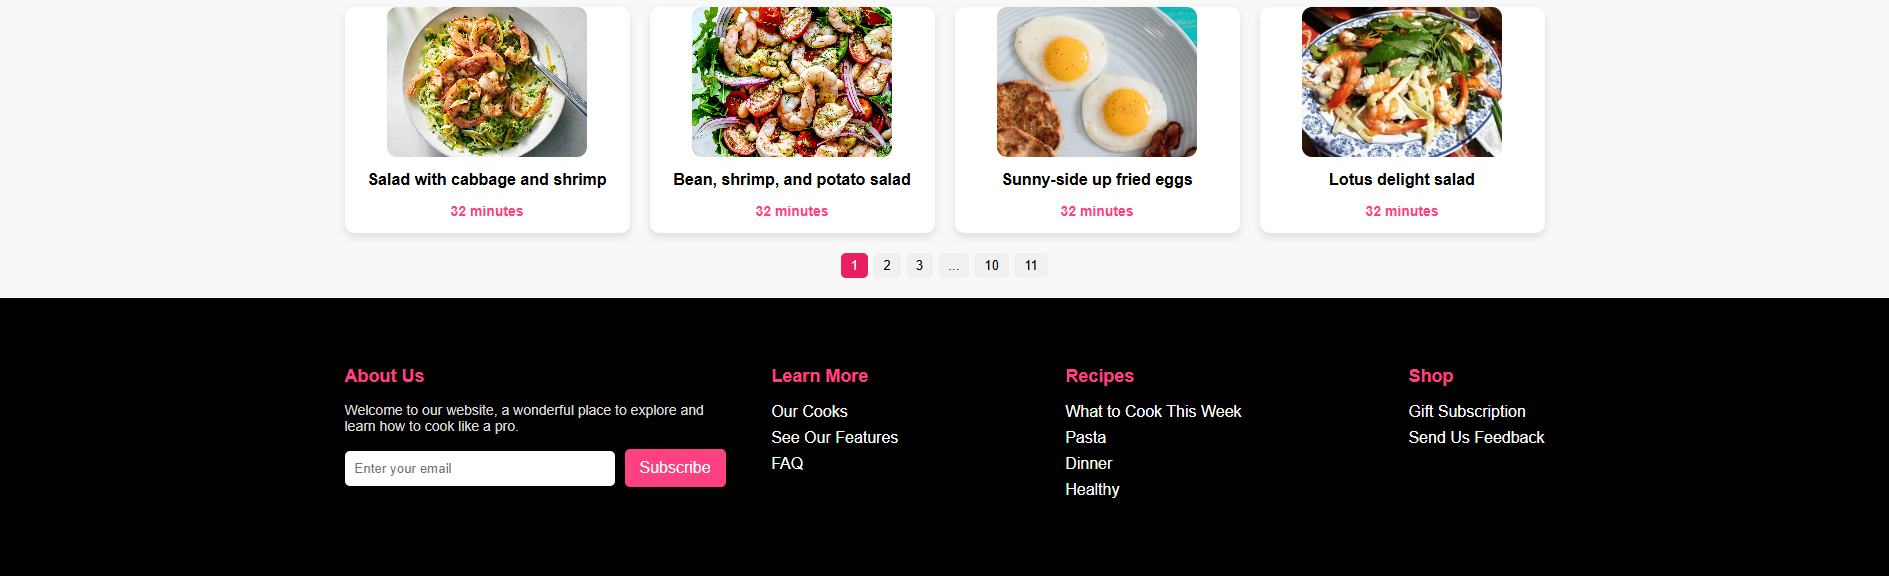 Salad with cabbage and shrimp
32 minutes
Bean, shrimp, and potato salad
32 minutes
Sunny-side up fried eggs
32 minutes
Lotus delight salad
32 minutes
1 2 3 ... 10 11
About Us
Welcome to our website, a wonderful place to explore and
learn how to cook like a pro.
Enter your email
Subscribe
Learn More
Our Cooks
See Our Features
FAQ
Recipes
What to Cook This Week
Pasta
Dinner
Healthy
Shop
Gift Subscription
Send Us Feedback